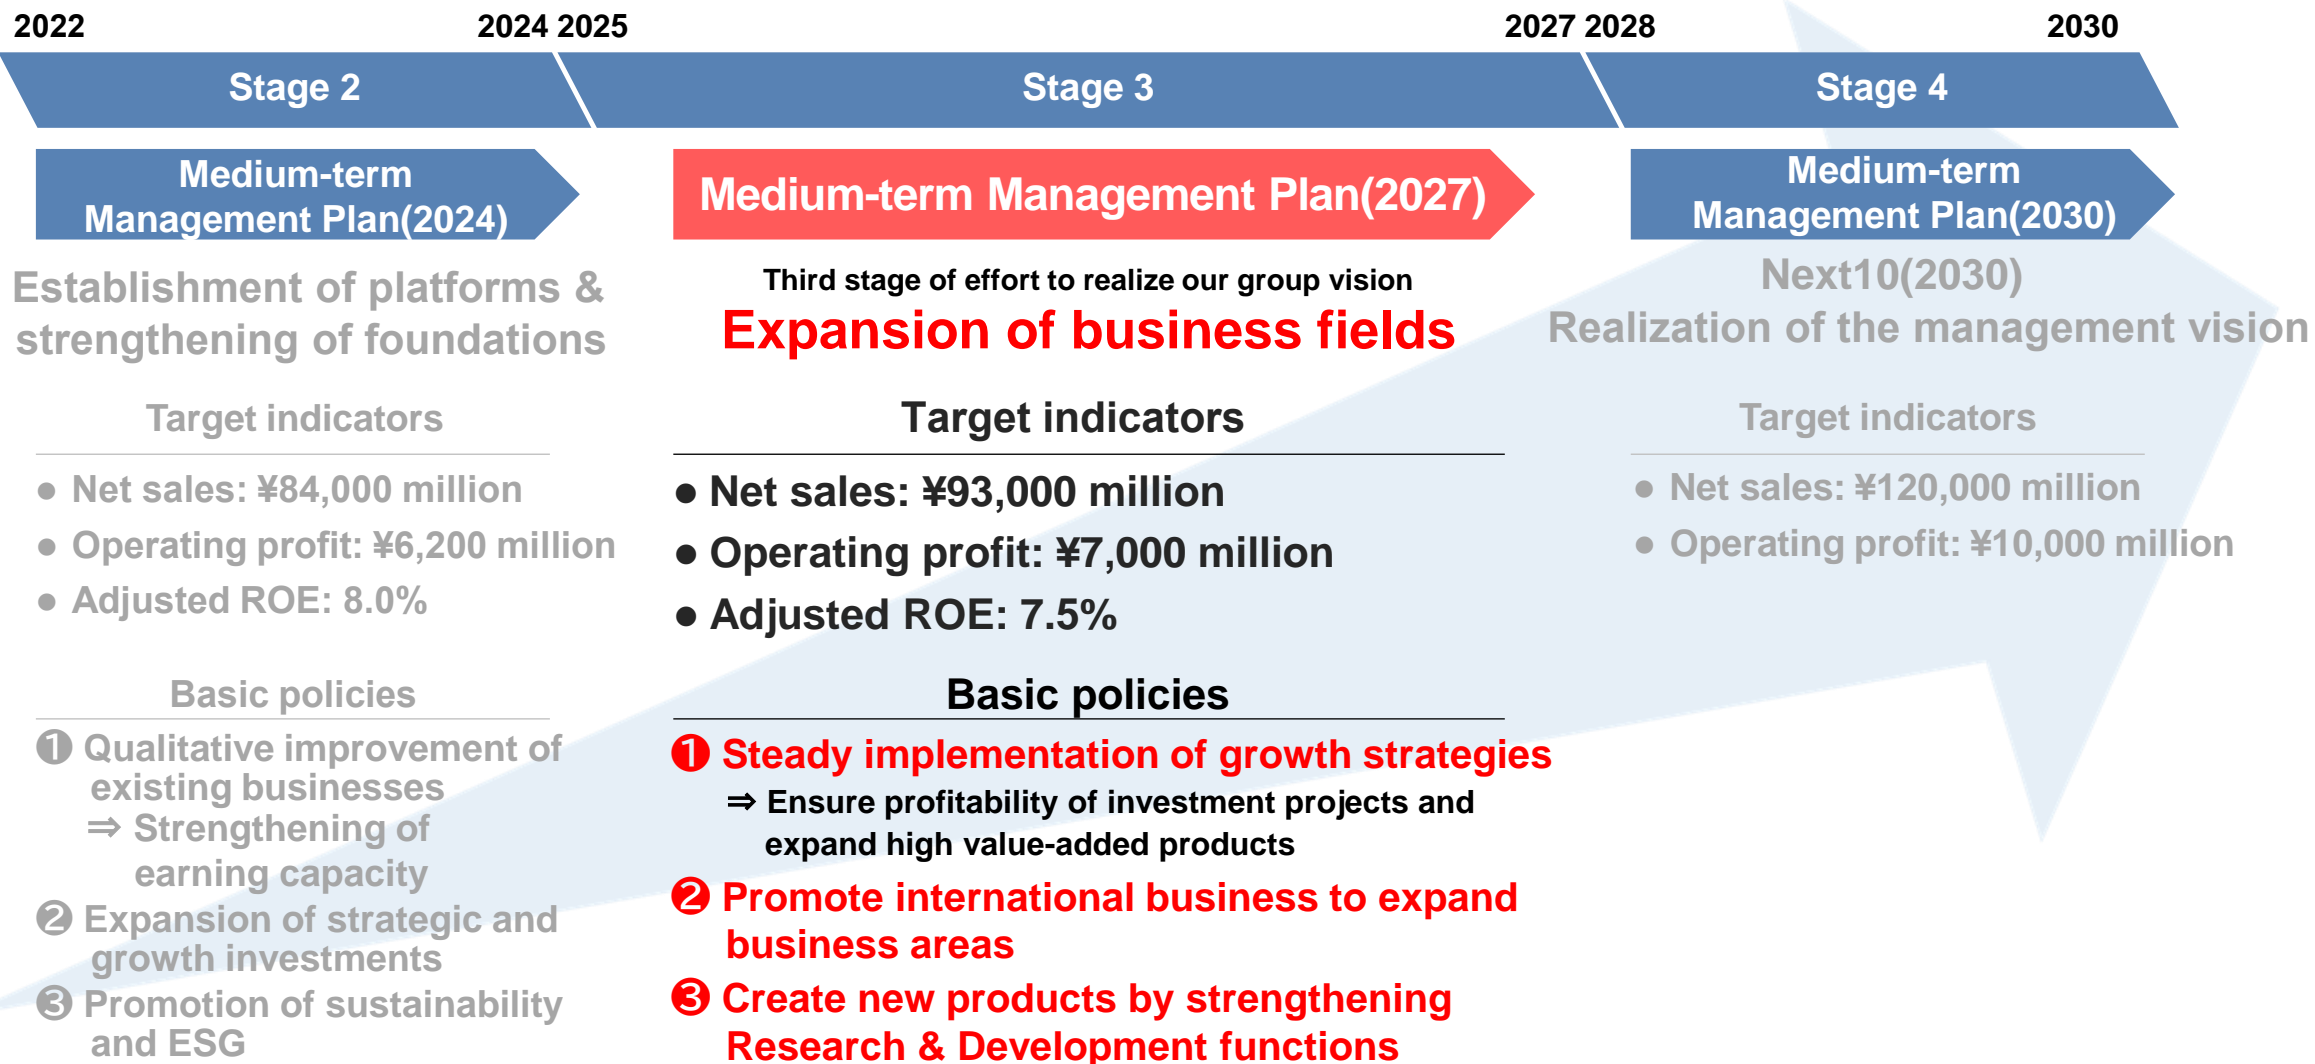 2022
2024 2025
2027 2028
2030
Stage 2
Stage 3
Stage 4
Medium-term
Management Plan(2024)
Establishment of platforms &
strengthening of foundations
Target indicators
● Net sales: ¥84,000 million
● Operating profit: ¥6,200 million
● Adjusted ROE: 8.0%
Basic policies
❶ Qualitative improvement of
existing businesses
⇒ Strengthening of
earning capacity
❷ Expansion of strategic and
growth investments
❸ Promotion of sustainability
and ESG
Medium-term Management Plan(2027)
Third stage of effort to realize our group vision
Expansion of business fields
Target indicators
● Net sales: ¥93,000 million
● Operating profit: ¥7,000 million
● Adjusted ROE: 7.5%
Basic policies
❶ Steady implementation of growth strategies
⇒ Ensure profitability of investment projects and
expand high value-added products
❷ Promote international business to expand
business areas
❸ Create new products by strengthening
Research & Development functions
Medium-term
Management Plan(2030)
Next10(2030)
Realization of the management vision
Target indicators
● Net sales: ¥120,000 million
● Operating profit: ¥10,000 million